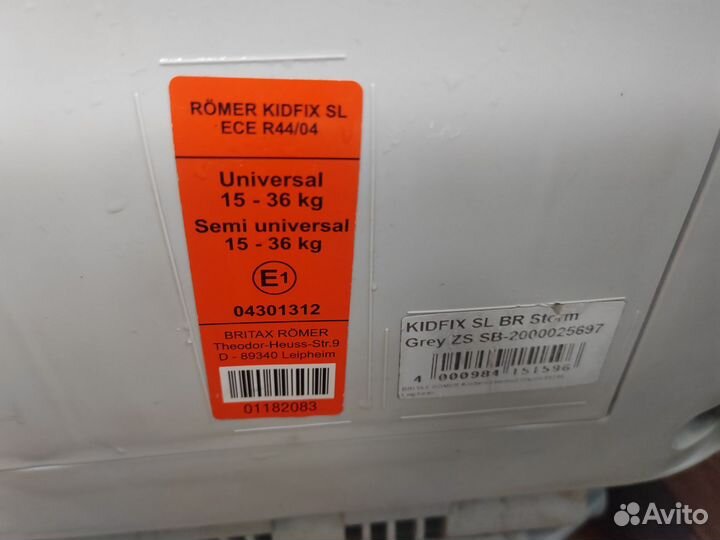 RÖMER KIDFIX SL
ECE R44/04
Universal
15 - 36 kg
Semi universal
15 - 36 kg
E1
04301312
BRITAX RÖMER
Theodor-Heuss-Str.9
D - 89340 Leipheim
01182083
KIDFIX SL BR Storm
Grey ZS SB-2000025697
4 000984 151596
BRITAX RÖMER
Avito